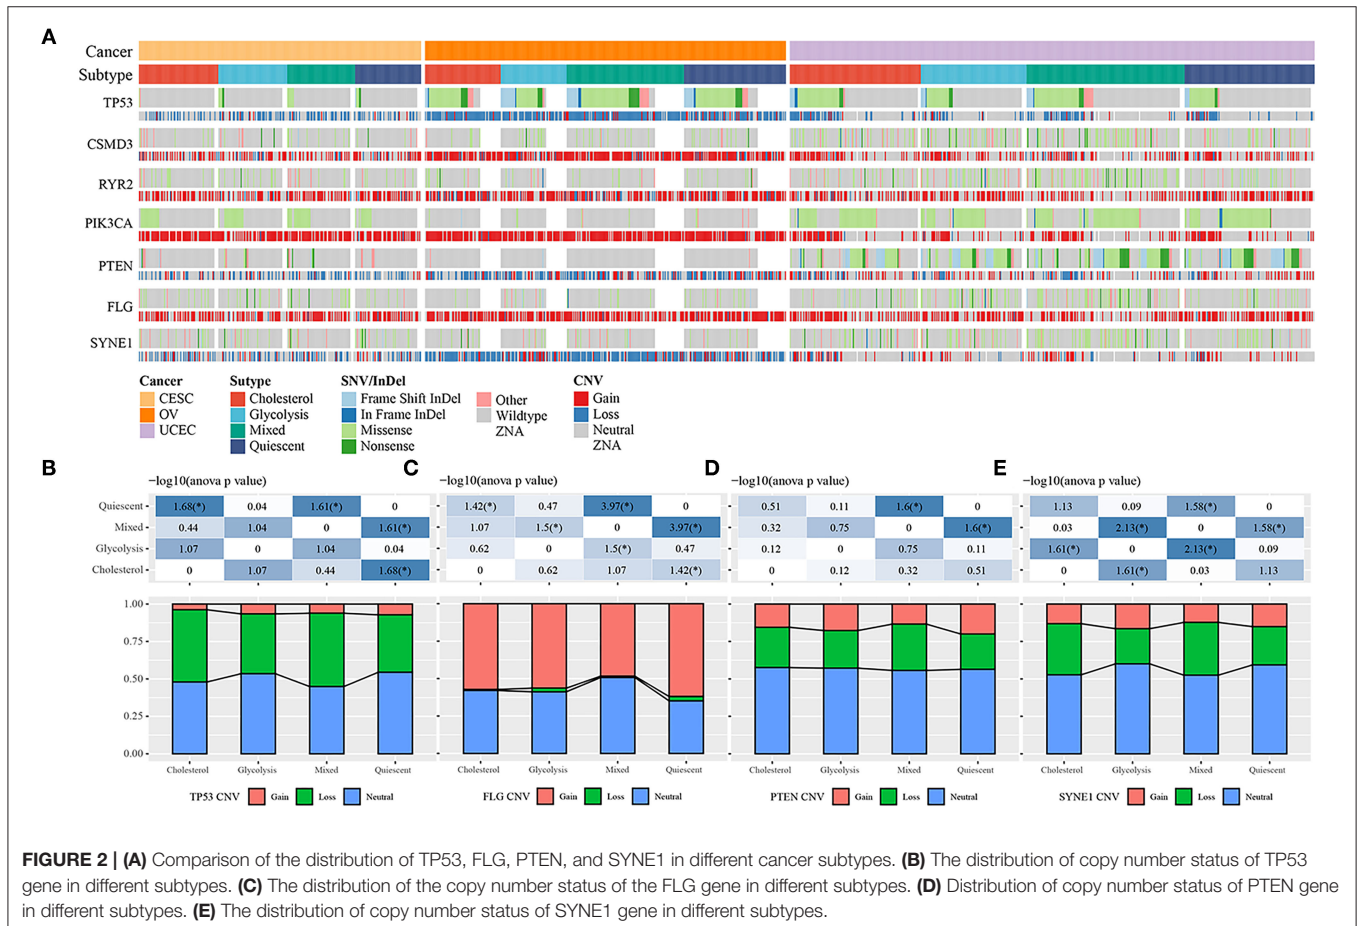 A
Cancer
Subtype
TP53
CSMD3
RYR2
PIK3CA
PTEN
FLG
SYNE1
Cancer Sutype SNV/InDel CNV
CESC Cholesterol Frame Shift InDel Other Gain
OV Glycolysis In Frame InDel Wildtype Loss
UCEC Mixed Missense ZNA Neutral
Quiescent Nonsense ZNA
B C D E
−log10(anova p value) −log10(anova p value) −log10(anova p value) −log10(anova p value)
Quiescent 1.68(*) 0.04 1.61(*) 0 1.42(*) 0.47 3.97(*) 0 0.51 0.11 1.6(*) 0 1.13 0.09 1.58(*) 0
Mixed 0.44 1.04 0 1.61(*) 1.07 1.5(*) 0 3.97(*) 0.32 0.75 0 1.6(*) 0.03 2.13(*) 0 1.58(*)
Glycolysis 1.07 0 1.04 0.04 0.62 0 1.5(*) 0.47 0.12 0 0.75 0.11 1.61(*) 0 2.13(*) 0.09
Cholesterol 0 1.07 0.44 1.68(*) 0 0.62 1.07 1.42(*) 0 0.12 0.32 0.51 0 1.61(*) 0.03 1.13
1.00
0.75
0.50
0.25
0.00
Cholesterol Glycolysis Mixed Quiescent Cholesterol Glycolysis Mixed Quiescent Cholesterol Glycolysis Mixed Quiescent Cholesterol Glycolysis Mixed Quiescent
TP53 CNV Gain Loss Neutral FLG CNV Gain Loss Neutral PTEN CNV Gain Loss Neutral SYNE1 CNV Gain Loss Neutral
FIGURE 2 | (A) Comparison of the distribution of TP53, FLG, PTEN, and SYNE1 in different cancer subtypes. (B) The distribution of copy number status of TP53
gene in different subtypes. (C) The distribution of the copy number status of the FLG gene in different subtypes. (D) Distribution of copy number status of PTEN gene
in different subtypes. (E) The distribution of copy number status of SYNE1 gene in different subtypes.